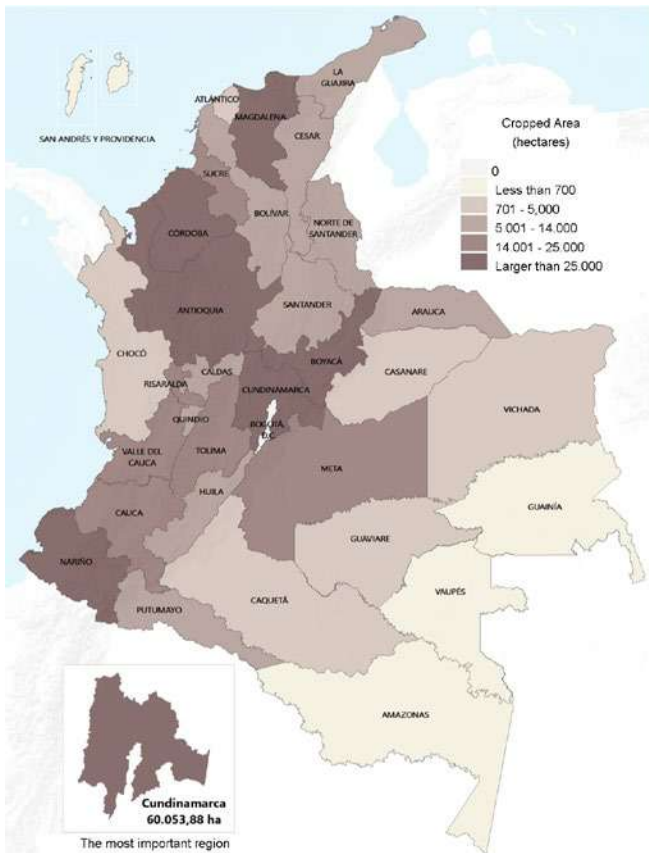 LA
GUAJIRA
ATLÁNTICO
MAGDALENA
SAN ANDRÉS Y PROVIDENCIA
CESAR
Cropped Area
(hectares)
0
Less than 700
701 - 5,000
5.001 - 14.000
14.001 - 25.000
Larger than 25.000
SUCRE
BOLÍVAR
NORTE DE
SANTANDER
CÓRDOBA
ANTIOQUIA
SANTANDER
ARAUCA
CHOCÓ
BOYACÁ
CASANARE
RISARALDA
CALDAS
CUNDINAMARCA
VICHADA
QUINDIO
BOGOTÁ,
D.C.
VALLE DEL
CAUCA
TOLIMA
META
HUILA
GUAINÍA
CAUCA
GUAVIARE
NARIÑO
VAUPÉS
CAQUETÁ
PUTUMAYO
AMAZONAS
Cundinamarca
60.053,88 ha
The most important region